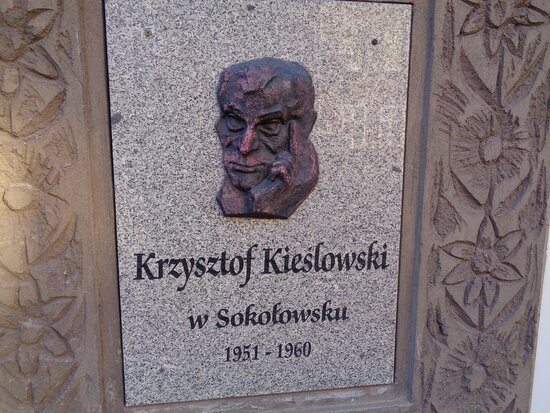 Krzysztof Kieślowski
w Sokołowsku
1951 - 1960